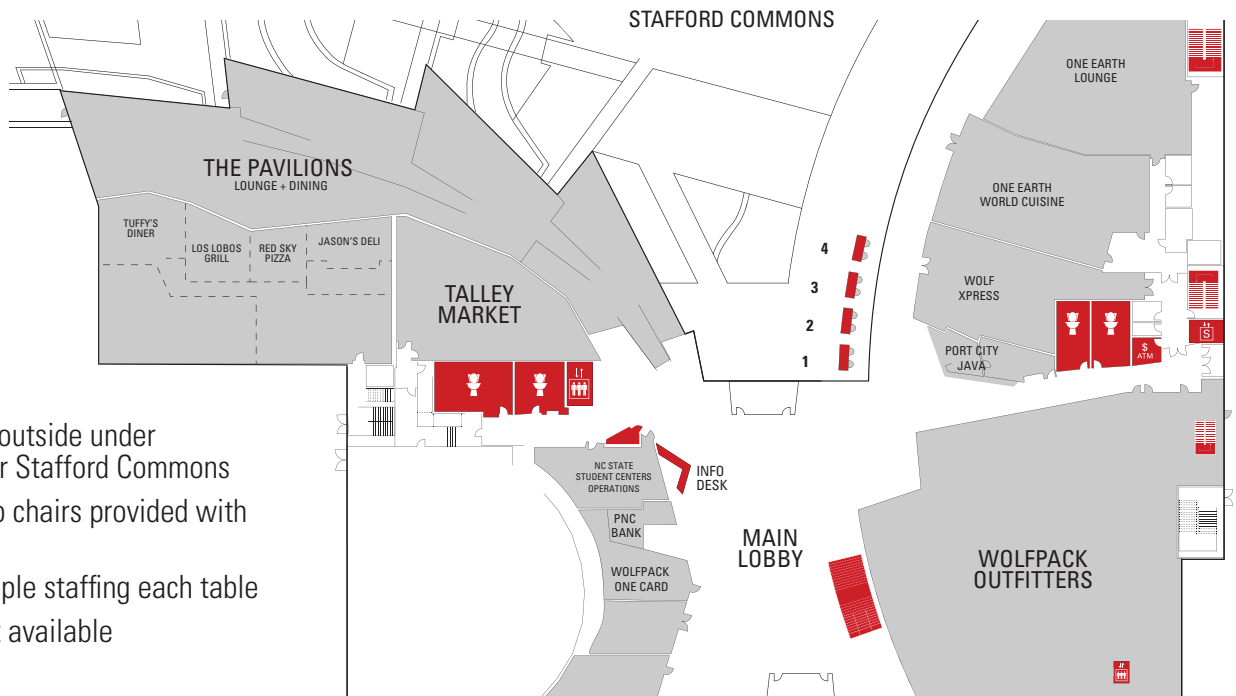 STAFFORD COMMONS
ONE EARTH
LOUNGE
THE PAVILIONS
LOUNGE + DINING
ONE EARTH
WORLD CUISINE
TUFFY'S
DINER
LOS LOBOS
GRILL
RED SKY
PIZZA
JASON'S DELI
4
3
2
1
TALLEY
MARKET
WOLF
XPRESS
S
PORT CITY
JAVA
$
ATM
outside under
r Stafford Commons
o chairs provided with
ple staffing each table
t available
NC STATE
STUDENT CENTERS
OPERATIONS
INFO
DESK
PNC
BANK
MAIN
LOBBY
WOLFPACK
ONE CARD
WOLFPACK
OUTFITTERS